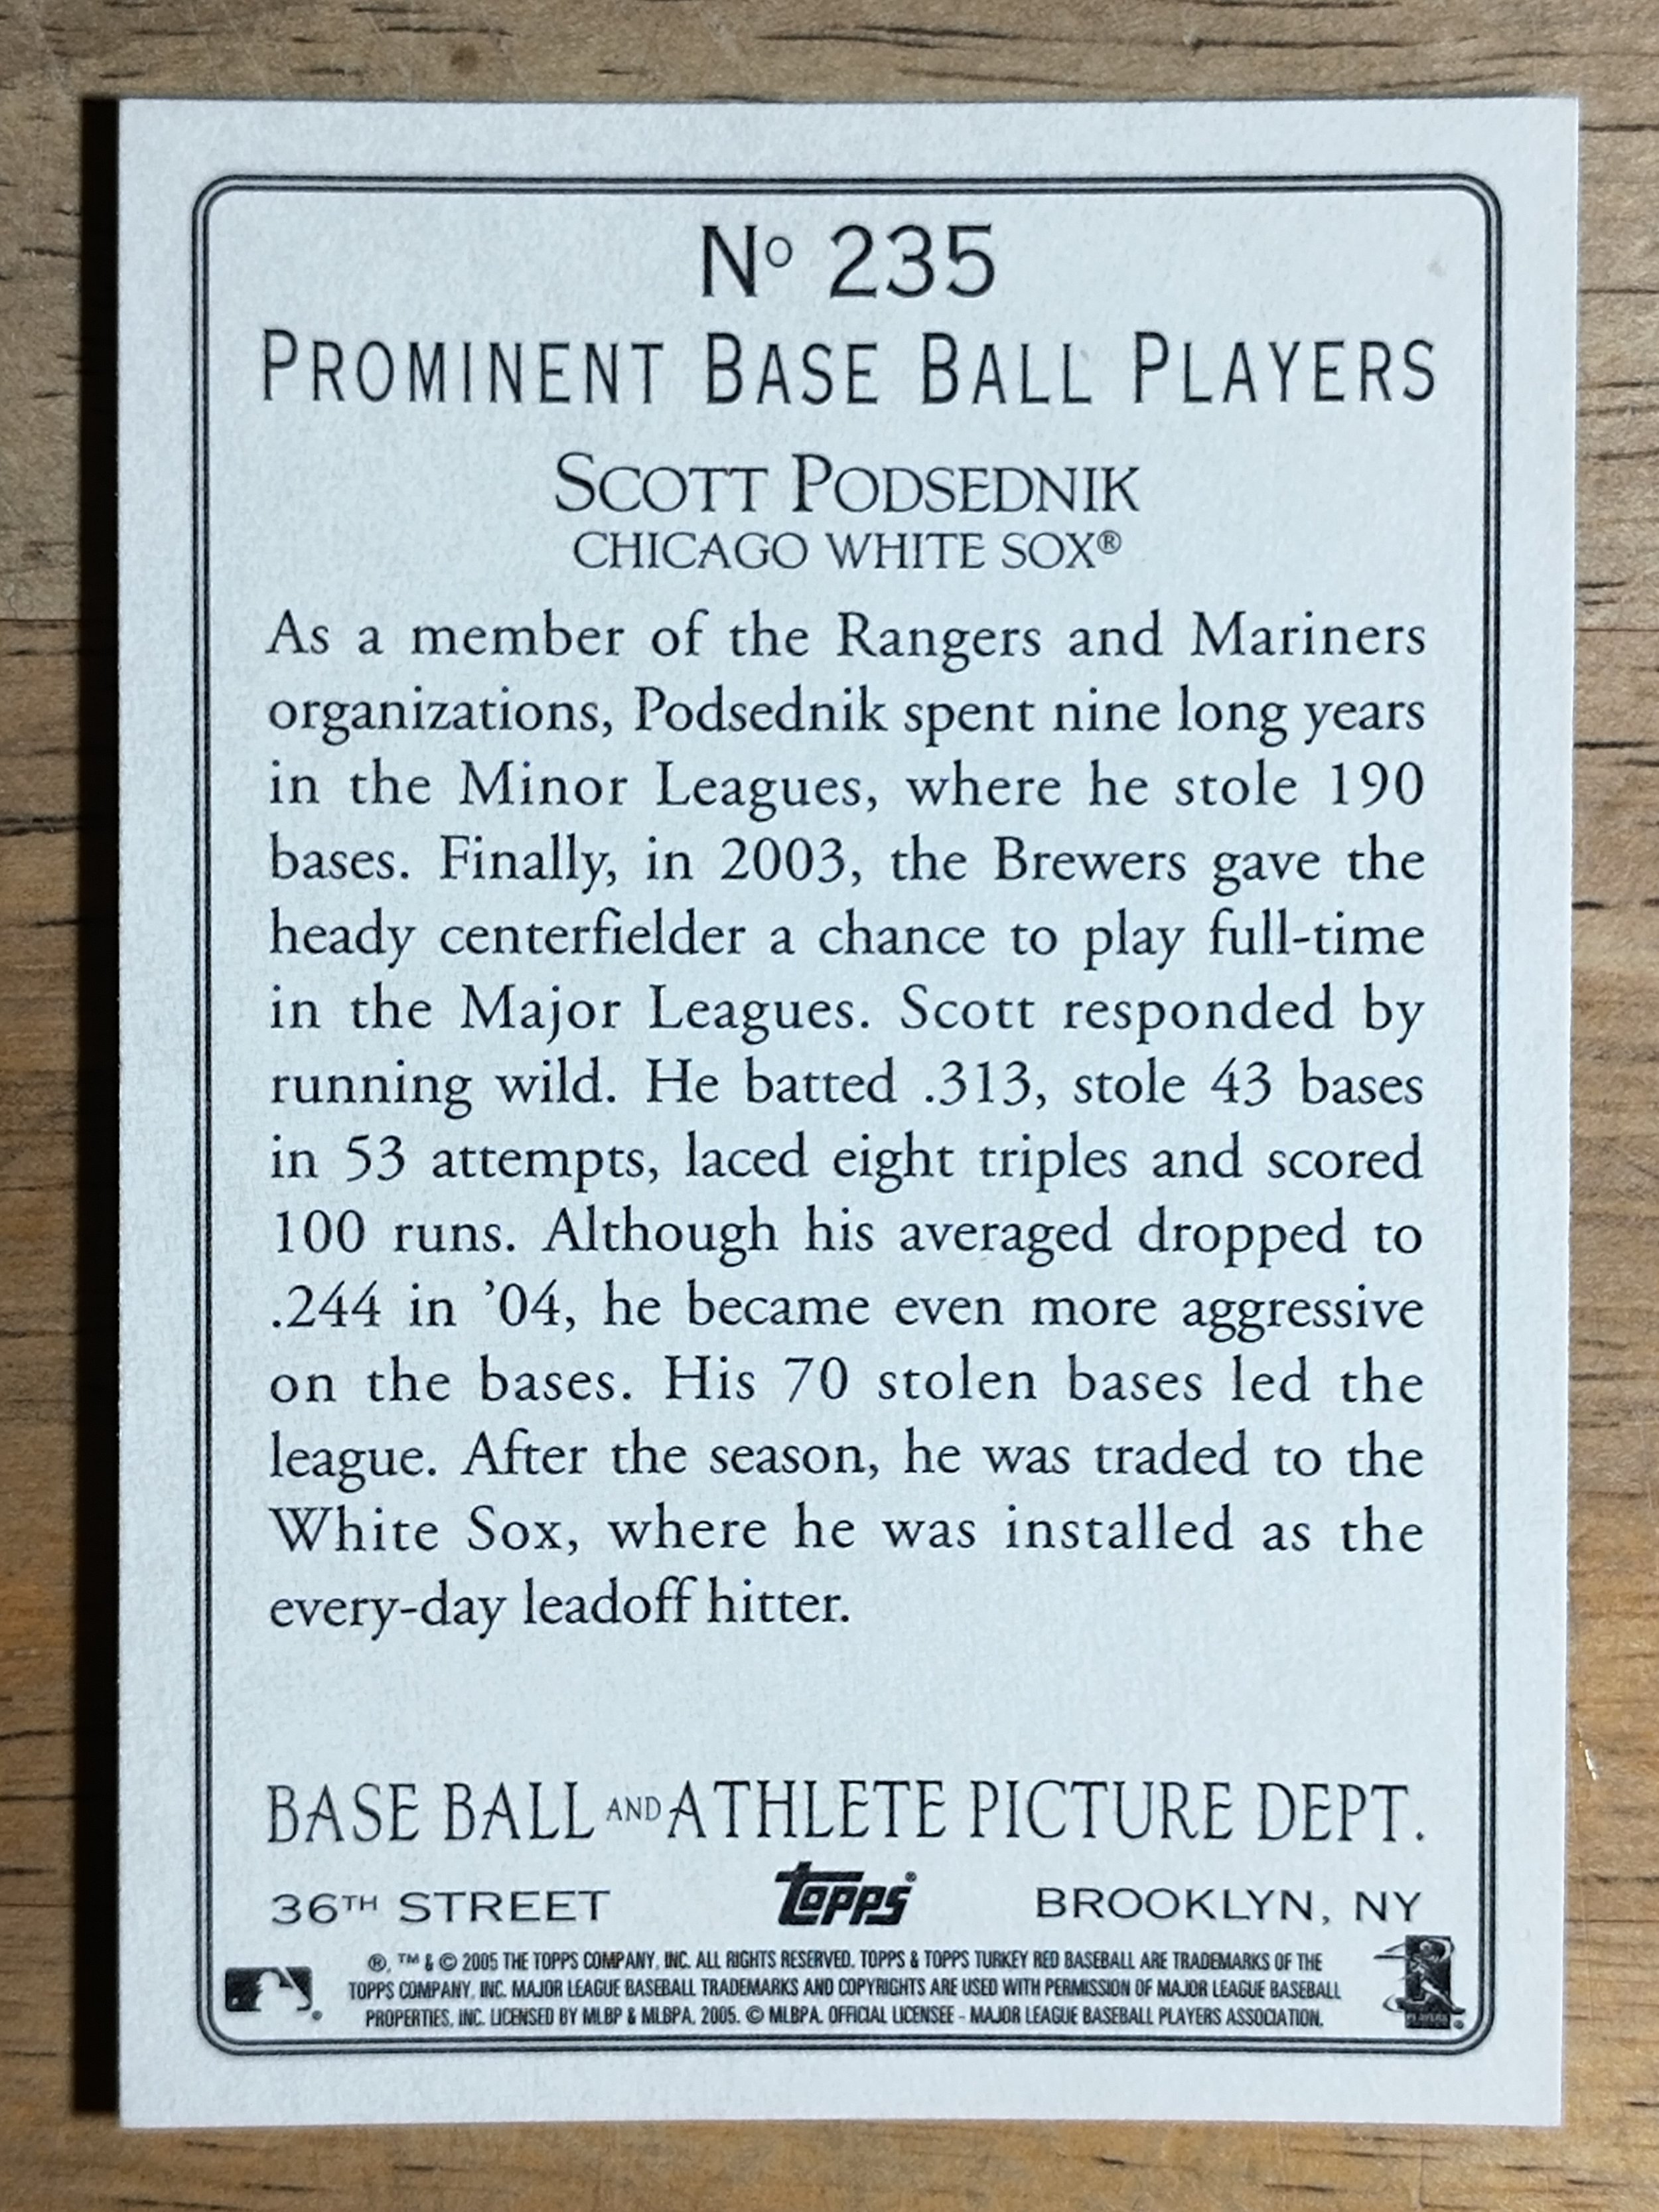 Nº 235
PROMINENT BASE BALL PLAYERS
SCOTT PODSEDNIK
CHICAGO WHITE SOX®
As a member of the Rangers and Mariners
organizations, Podsednik spent nine long years
in the Minor Leagues, where he stole 190
bases. Finally, in 2003, the Brewers gave the
heady centerfielder a chance to play full-time
in the Major Leagues. Scott responded by
running wild. He batted .313, stole 43 bases
in 53 attempts, laced eight triples and scored
100 runs. Although his averaged dropped to
.244 in ’04, he became even more aggressive
on the bases. His 70 stolen bases led the
league. After the season, he was traded to the
White Sox, where he was installed as the
every-day leadoff hitter.
BASE BALL AND ATHLETE PICTURE DEPT.
36TH STREET topps® BROOKLYN, NY
®, ™ & © 2005 THE TOPPS COMPANY, INC. ALL RIGHTS RESERVED. TOPPS & TOPPS TURKEY RED BASEBALL ARE TRADEMARKS OF THE
TOPPS COMPANY, INC. MAJOR LEAGUE BASEBALL TRADEMARKS AND COPYRIGHTS ARE USED WITH PERMISSION OF MAJOR LEAGUE BASEBALL
PROPERTIES, INC. LICENSED BY MLBP & MLBPA. 2005. © MLBPA. OFFICIAL LICENSEE - MAJOR LEAGUE BASEBALL PLAYERS ASSOCIATION.